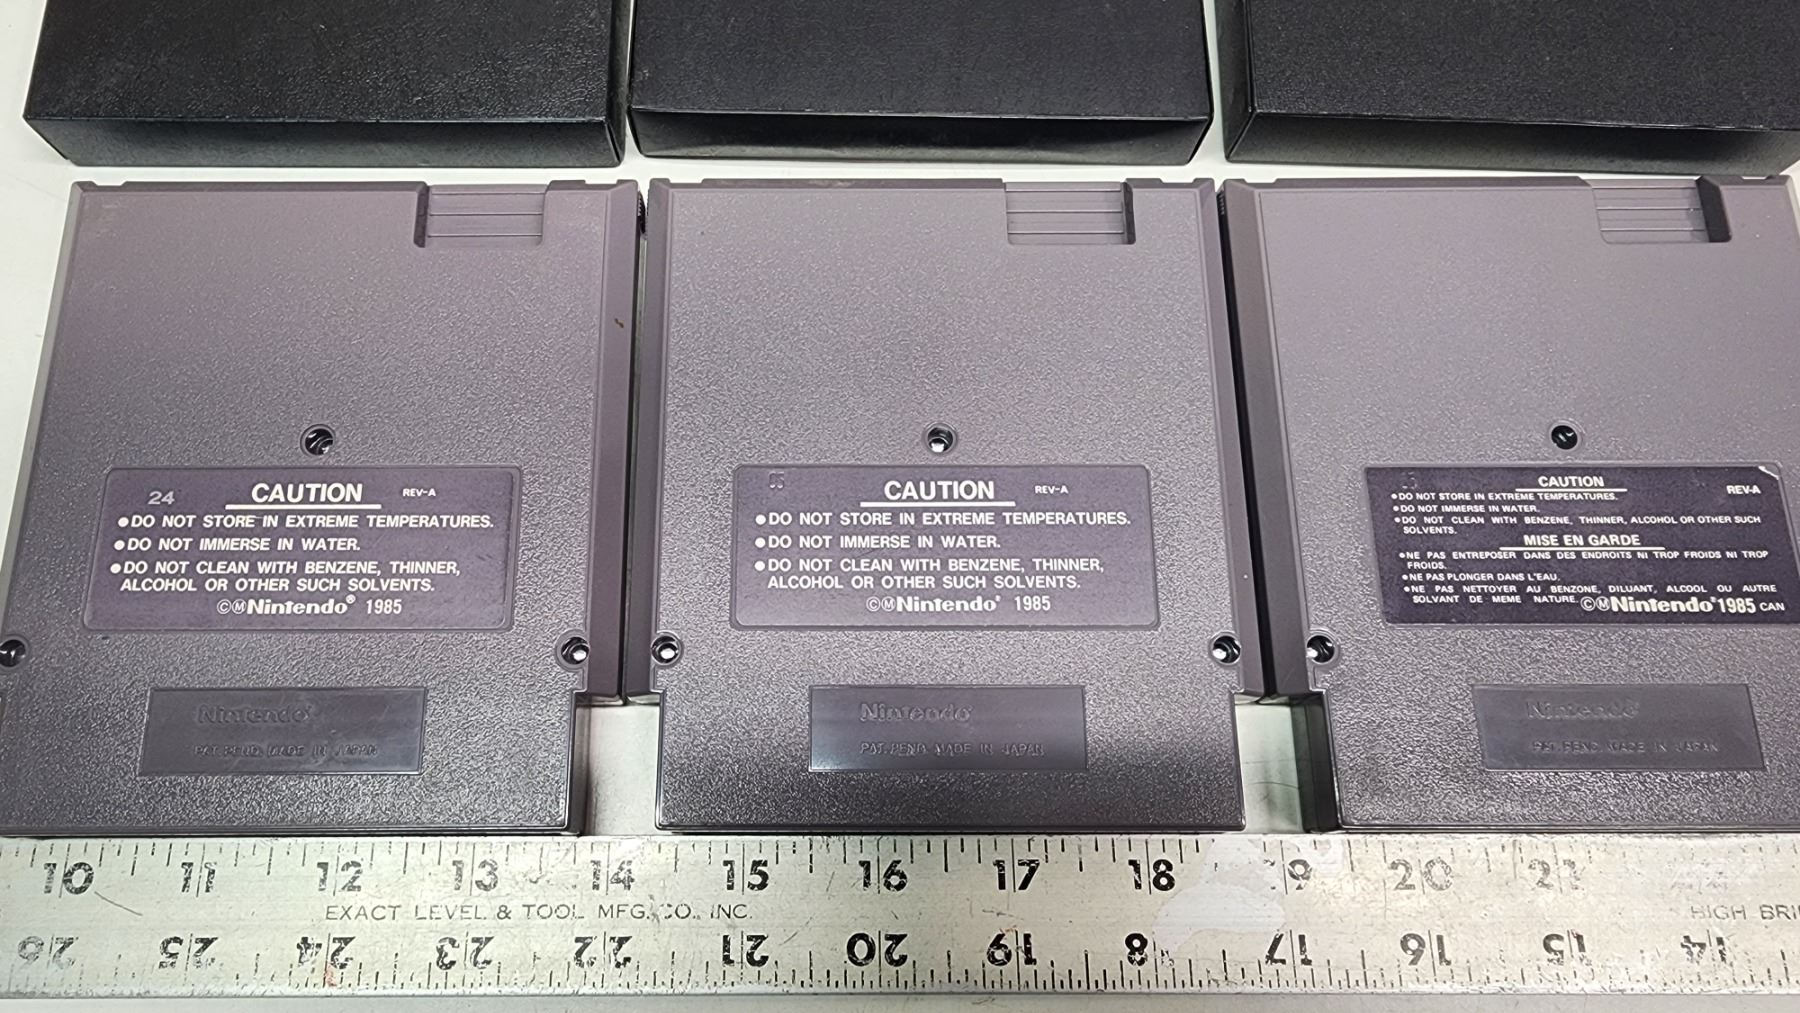 24 CAUTION REV-A
●DO NOT STORE IN EXTREME TEMPERATURES.
●DO NOT IMMERSE IN WATER.
●DO NOT CLEAN WITH BENZENE, THINNER,
ALCOHOL OR OTHER SUCH SOLVENTS.
©ⓂNintendo® 1985
Nintendo
PAT. PEND. MADE IN JAPAN
CAUTION REV-A
●DO NOT STORE IN EXTREME TEMPERATURES.
●DO NOT IMMERSE IN WATER.
●DO NOT CLEAN WITH BENZENE, THINNER,
ALCOHOL OR OTHER SUCH SOLVENTS.
©ⓂNintendo® 1985
Nintendo
PAT. PEND. MADE IN JAPAN
CAUTION REV-A
●DO NOT STORE IN EXTREME TEMPERATURES.
●DO NOT IMMERSE IN WATER.
●DO NOT CLEAN WITH BENZENE, THINNER, ALCOHOL OR OTHER SUCH
SOLVENTS.
MISE EN GARDE
●NE PAS ENTREPOSER DANS DES ENDROITS NI TROP FROIDS NI TROP
FROIDS.
●NE PAS PLONGER DANS L'EAU.
●NE PAS NETTOYER AU BENZONE, DILUANT, ALCOOL OU AUTRE
SOLVANT DE MEME NATURE. ©ⓂNintendo® 1985 CAN
Nintendo
PAT. PEND. MADE IN JAPAN
10 11 12 13 14 15 16 17 18 19 20 21
EXACT LEVEL & TOOL MFG. CO., INC. HIGH
26 25 24 23 22 21 20 19 18 17 16 15 14